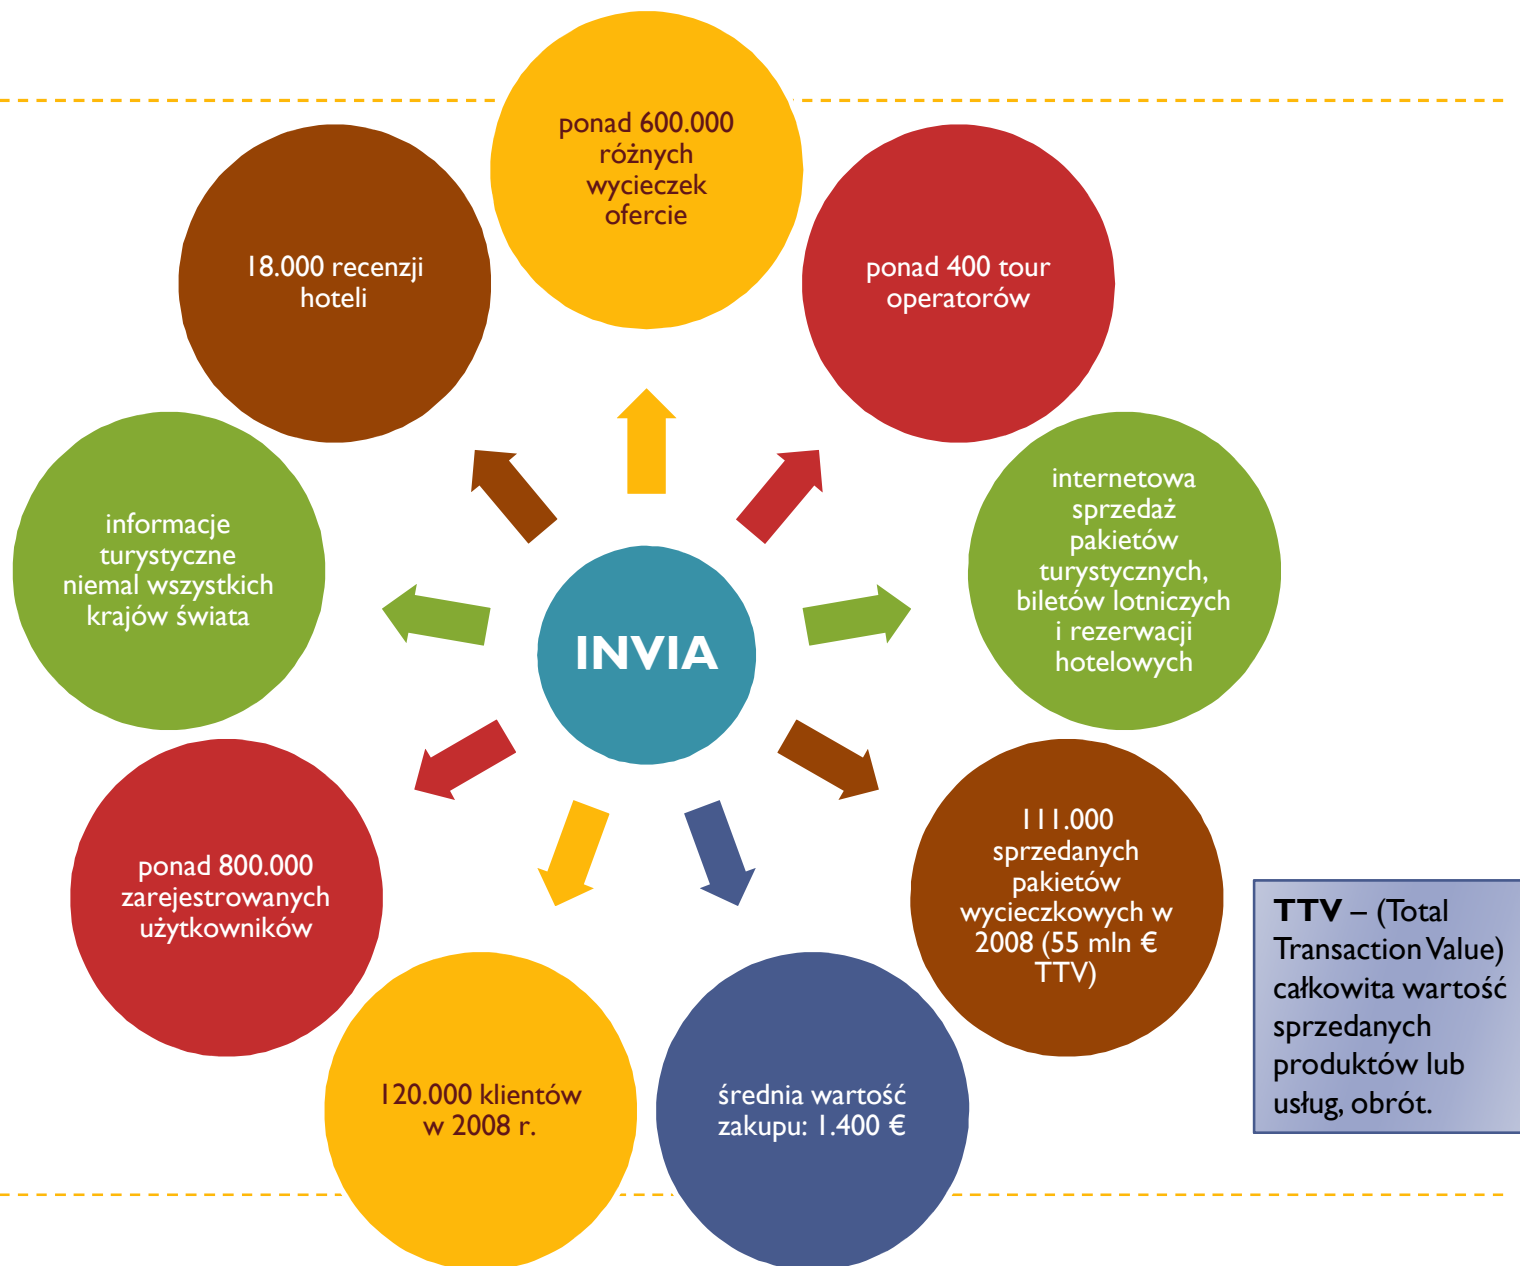 ponad 600.000
różnych
wycieczek
ofercie
ponad 400 tour
operatorów
internetowa
sprzedaż
pakietów
turystycznych,
biletów lotniczych
i rezerwacji
hotelowych
111.000
sprzedanych
pakietów
wycieczkowych w
2008 (55 mln €
TTV)
średnia wartość
zakupu: 1.400 €
120.000 klientów
w 2008 r.
ponad 800.000
zarejestrowanych
użytkowników
informacje
turystyczne
niemal wszystkich
krajów świata
18.000 recenzji
hoteli
INVIA
TTV – (Total
Transaction Value)
całkowita wartość
sprzedanych
produktów lub
usług, obrót.